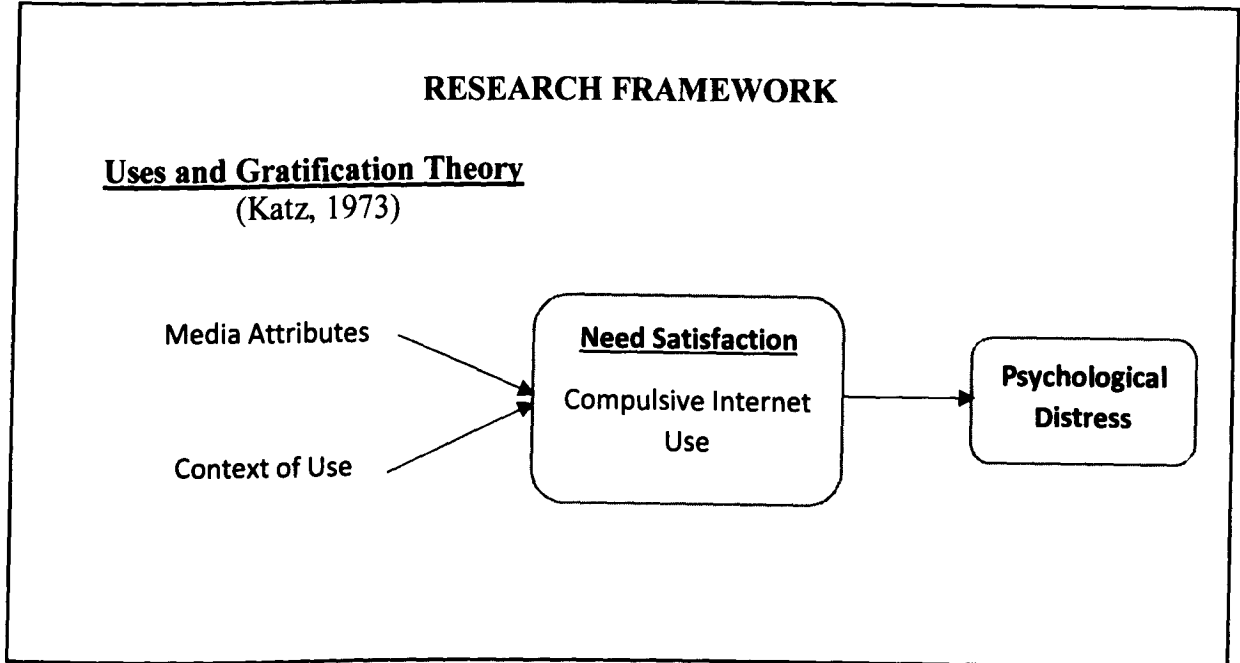 RESEARCH FRAMEWORK
Uses and Gratification Theory
(Katz, 1973)
Media Attributes
Context of Use
Need Satisfaction
Compulsive Internet
Use
Psychological
Distress